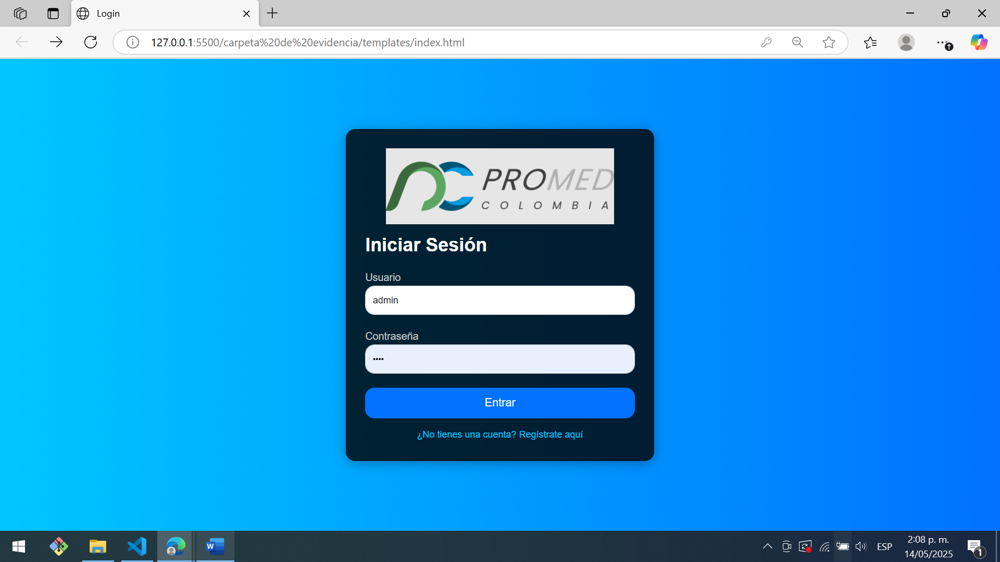 Login
127.0.0.1:5500/carpeta%20de%20evidencia/templates/index.html
PROMED
COLOMBIA
Iniciar Sesión
Usuario
admin
Contraseña
••••
Entrar
¿No tienes una cuenta? Regístrate aquí
W
ESP
2:08 p. m.
14/05/2025
1